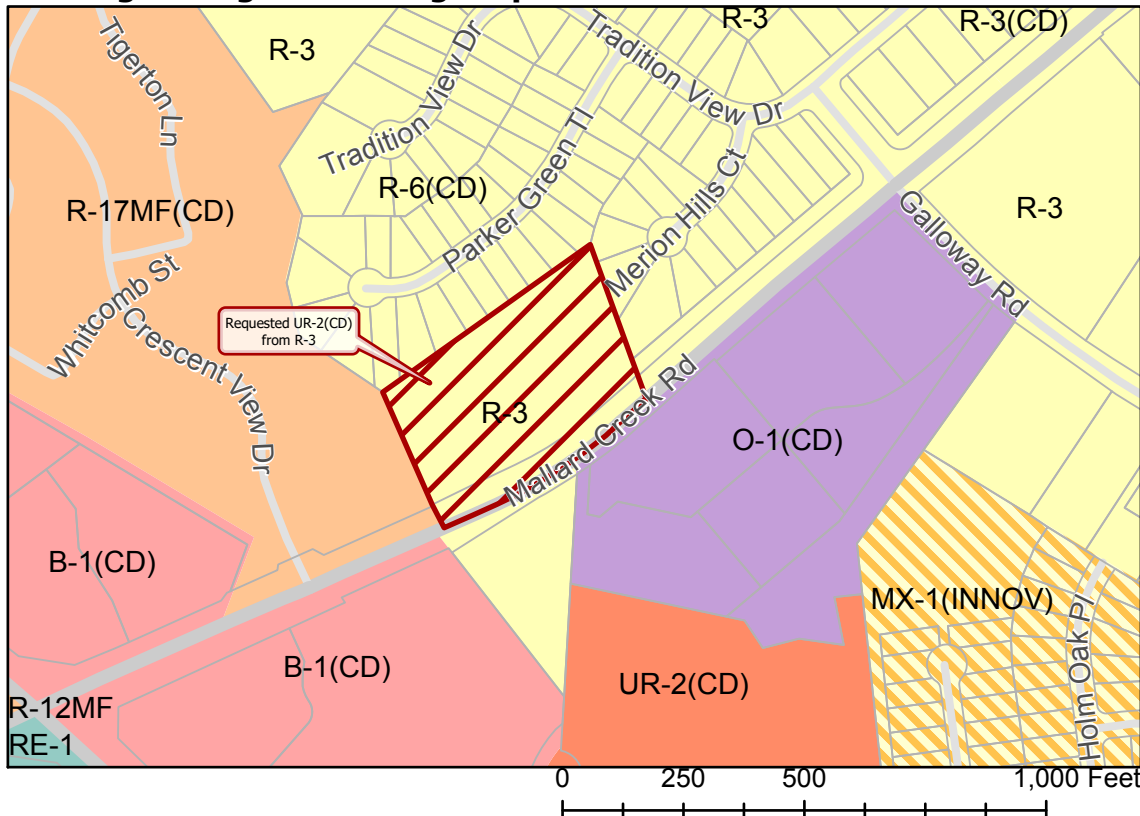 R-3
R-3
R-3(CD)
Tigerton Ln
Tradition View Dr
Tradition View Dr
Parker Green Tl
R-6(CD)
Merion Hills Ct
R-17MF(CD)
R-3
Galloway Rd
Whitcomb St
Crescent View Dr
Requested UR-2(CD)
from R-3
R-3
Mallard Creek Rd
O-1(CD)
B-1(CD)
MX-1(INNOV)
B-1(CD)
UR-2(CD)
Holm Oak Pl
R-12MF
RE-1
0 250 500 1,000 Feet